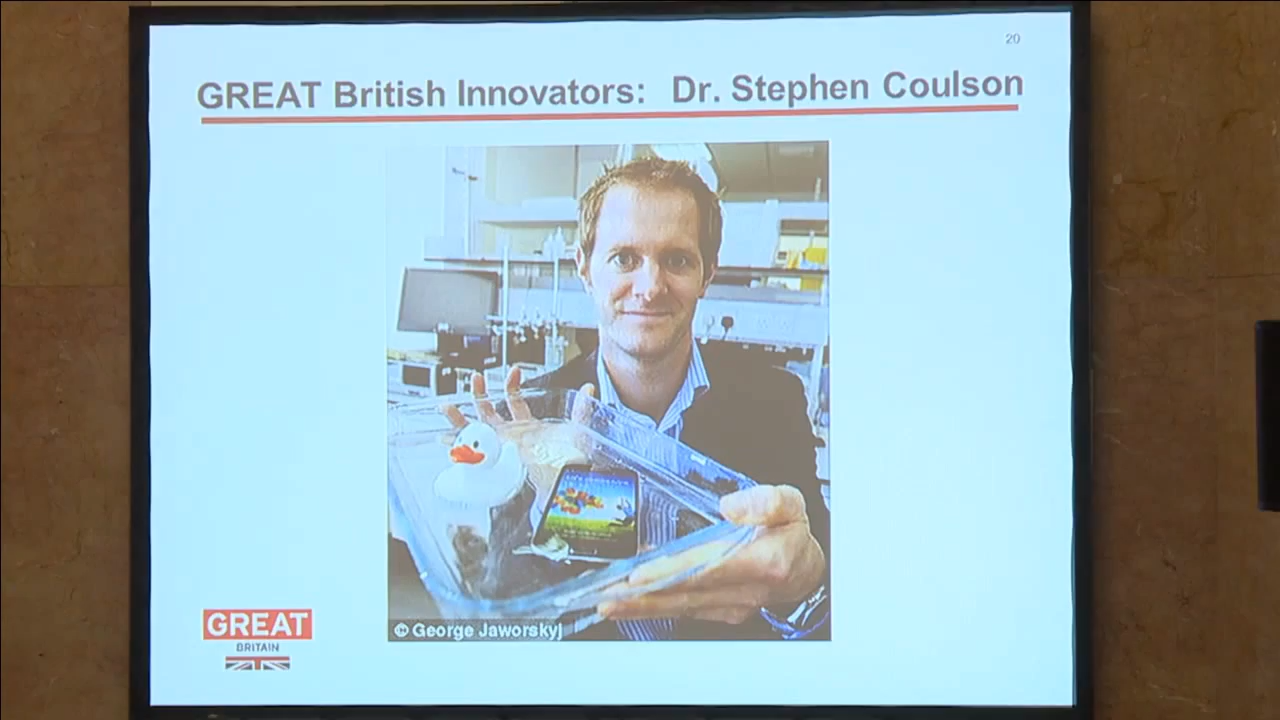 20
GREAT British Innovators: Dr. Stephen Coulson
© George Jaworskyj
GREAT
BRITAIN